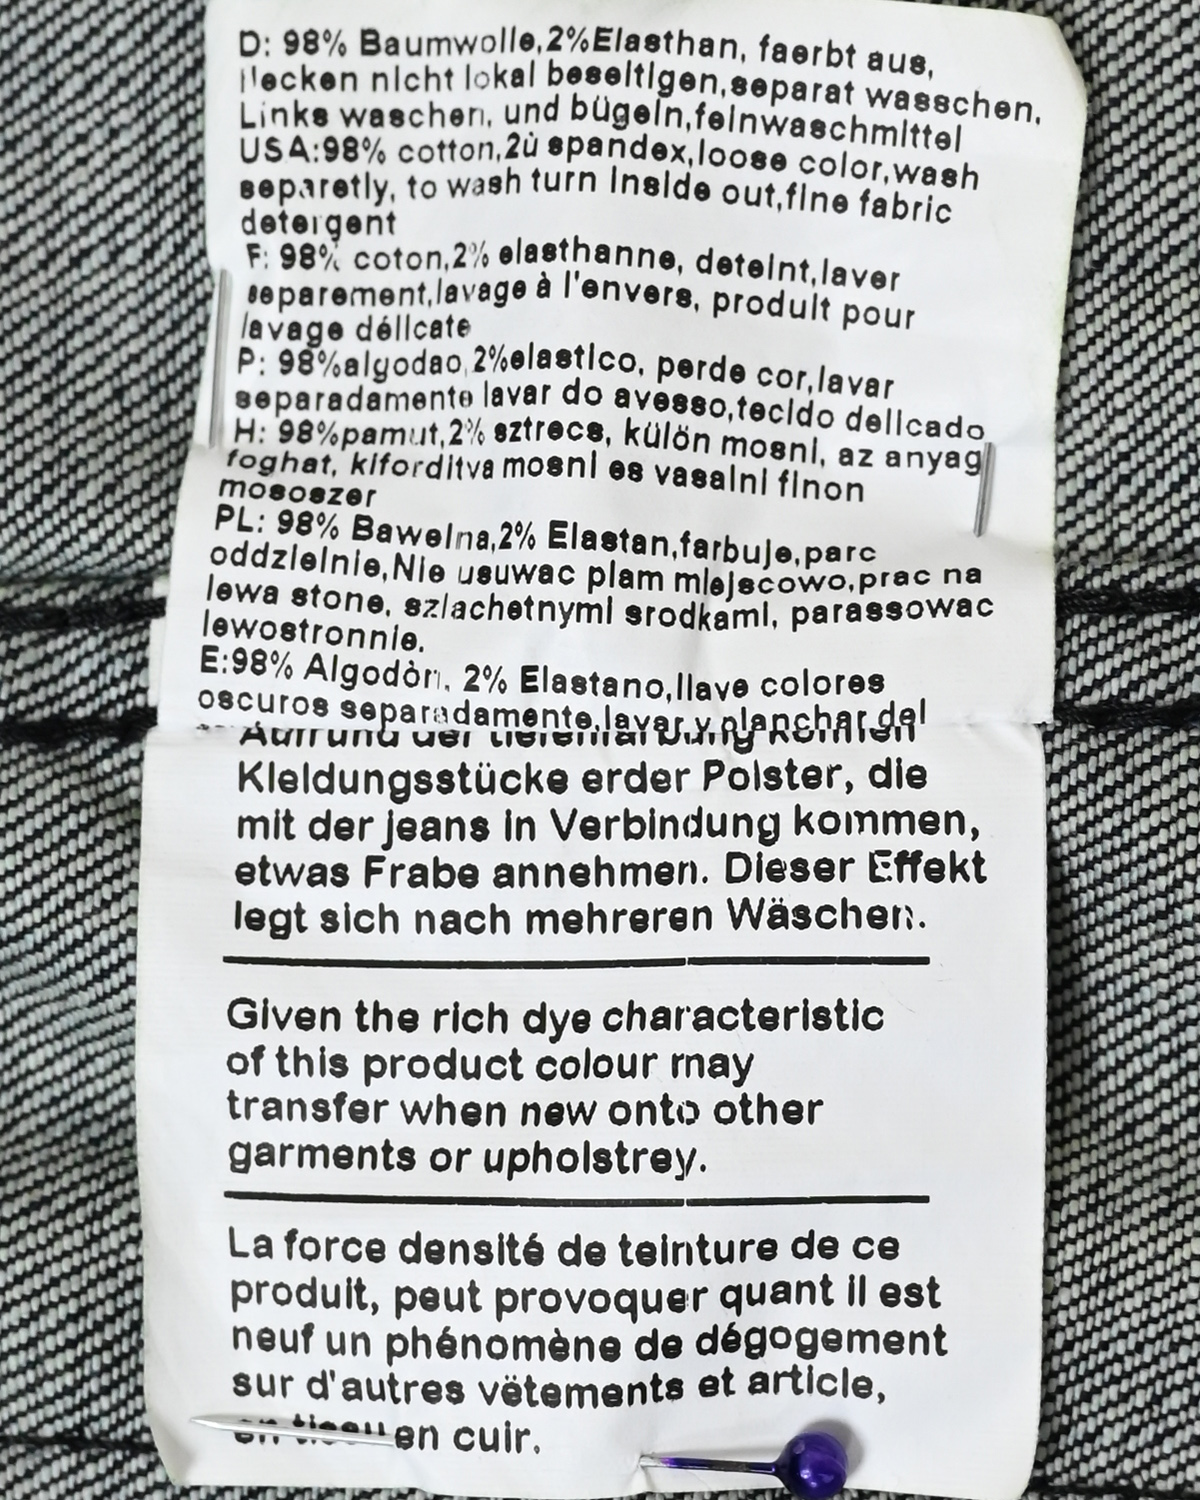 D: 98% Baumwolle,2%Elasthan, faerbt aus,
flecken nicht lokal beseitigen,separat wasschen.
Links waschen, und bügeln,feinwaschmittel
USA:98% cotton,2ù spandex,loose color,wash
separetly, to wash turn inside out,fine fabric
detergent
F: 98% coton,2% elasthanne, deteint,laver
separement,lavage à l'envers, produit pour
lavage délicate
P: 98%algodao,2%elastico, perde cor,lavar
separadamente lavar do avesso,tecido delicado
H: 98%pamut,2% sztrecs, külön mosni, az anyag
foghat, kiforditva mosni es vasalni finon
mososzer
PL: 98% Bawelna,2% Elastan,farbuje,parc
oddzielnie,Nie usuwac plam miejscowo,prac na
lewa stone, szlachetnymi srodkami, parassowac
lewostronnie.
E:98% Algodòn, 2% Elastano,llave colores
oscuros separadamente,lavar y planchar del
der
Kleidungsstücke erder Polster, die
mit der jeans in Verbindung kommen,
etwas Frabe annehmen. Dieser Effekt
legt sich nach mehreren Wäschen.
Given the rich dye characteristic
of this product colour may
transfer when new onto other
garments or upholstrey.
La force densité de teinture de ce
produit, peut provoquer quant il est
neuf un phénomène de dégogement
sur d'autres vëtements et article,
en tissu en cuir.